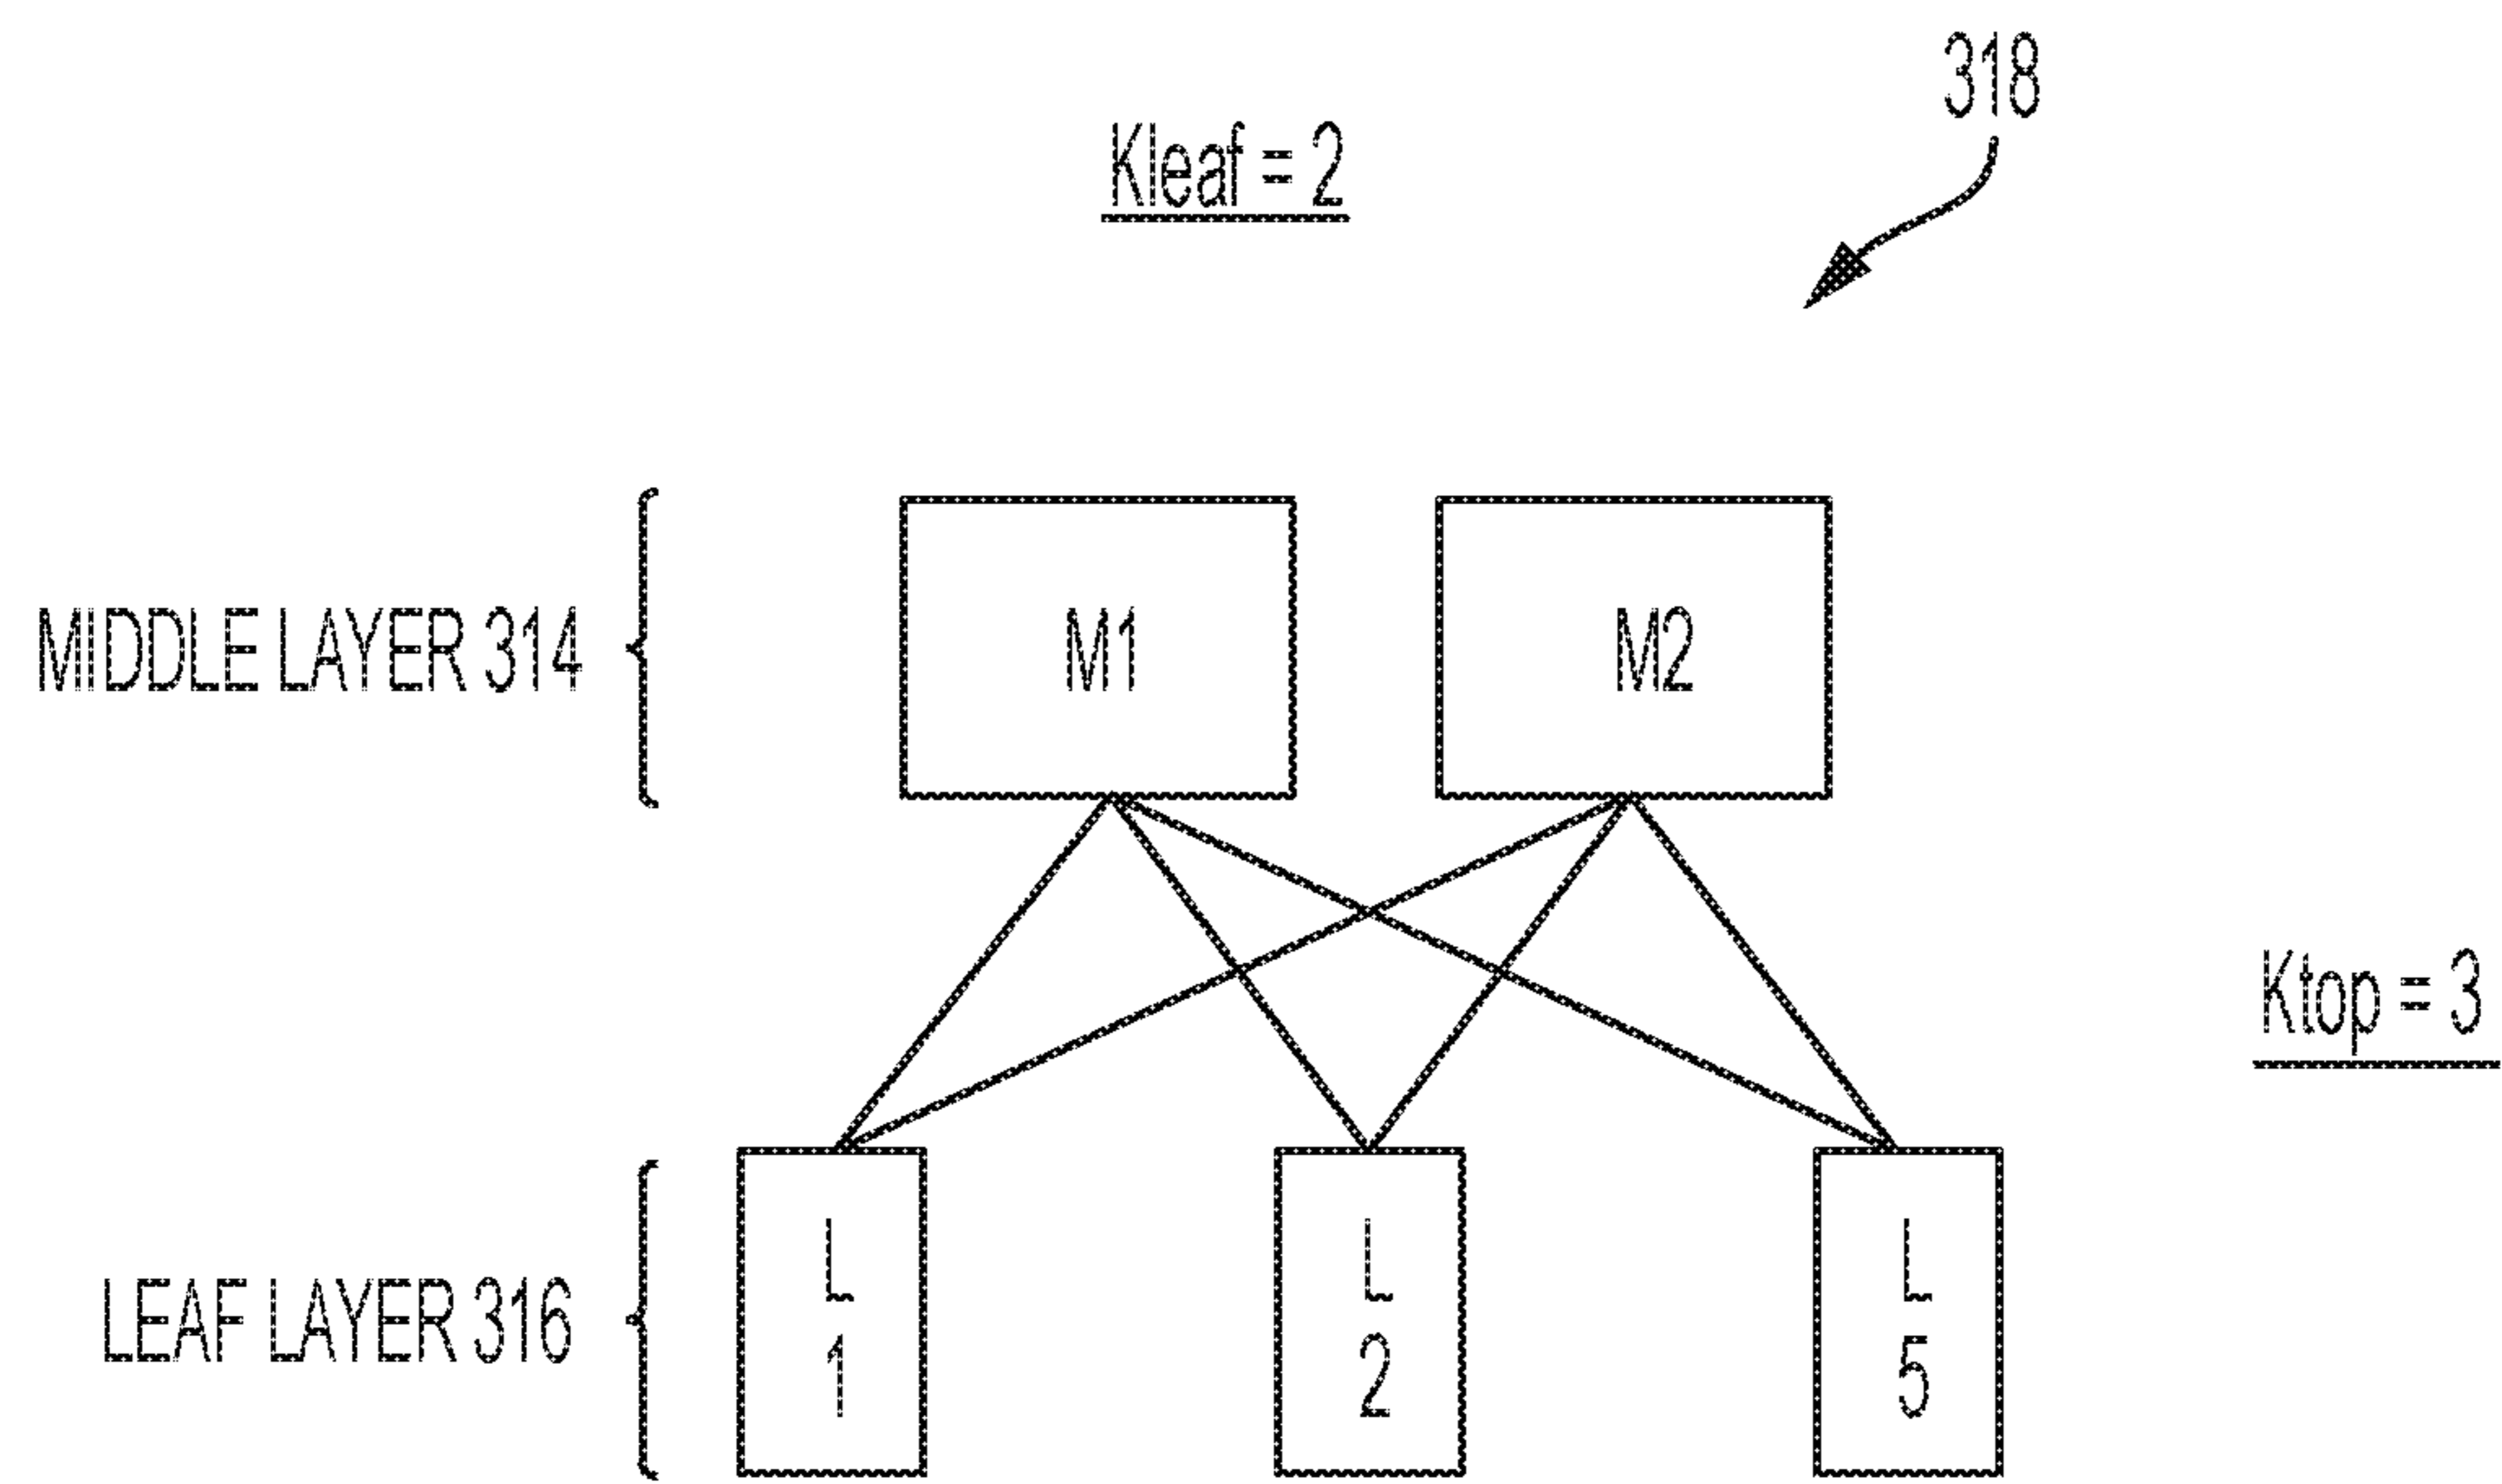 318
Kleaf = 2
MIDDLE LAYER 314
M1
M2
Ktop = 3
LEAF LAYER 316
L
1
L
2
L
5